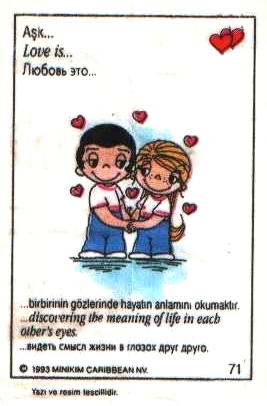 Aşk...
Love is...
Любовь это...
...birbirinin gözlerinde hayatın anlamını okumaktır.
...discovering the meaning of life in each
other's eyes.
...видеть смысл жизни в глазах друг друга.
© 1993 MINIKIM CARIBBEAN NV. 71
Yazı ve resim tescillidir.